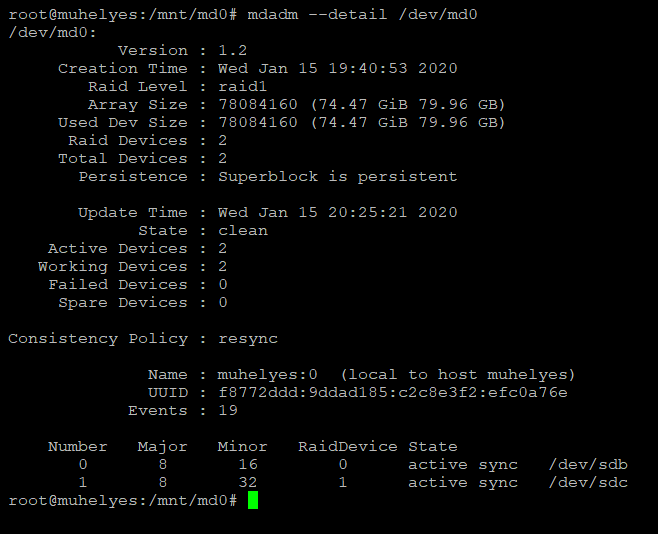 root@muhelyes:/mnt/md0# mdadm --detail /dev/md0
/dev/md0:
           Version : 1.2
     Creation Time : Wed Jan 15 19:40:53 2020
        Raid Level : raid1
        Array Size : 78084160 (74.47 GiB 79.96 GB)
     Used Dev Size : 78084160 (74.47 GiB 79.96 GB)
      Raid Devices : 2
     Total Devices : 2
       Persistence : Superblock is persistent

       Update Time : Wed Jan 15 20:25:21 2020
             State : clean
    Active Devices : 2
   Working Devices : 2
    Failed Devices : 0
     Spare Devices : 0

Consistency Policy : resync

              Name : muhelyes:0  (local to host muhelyes)
              UUID : f8772ddd:9ddad185:c2c8e3f2:efc0a76e
            Events : 19

    Number   Major   Minor   RaidDevice State
       0       8       16        0      active sync   /dev/sdb
       1       8       32        1      active sync   /dev/sdc
root@muhelyes:/mnt/md0#